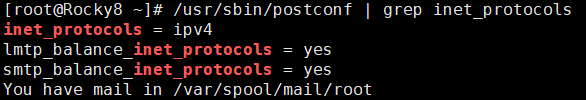 [root@Rocky8 ~]# /usr/sbin/postconf | grep inet_protocols
inet_protocols = ipv4
lmtp_balance_inet_protocols = yes
smtp_balance_inet_protocols = yes
You have mail in /var/spool/mail/root